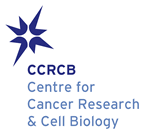 CCRCB
Centre for
Cancer Research
& Cell Biology